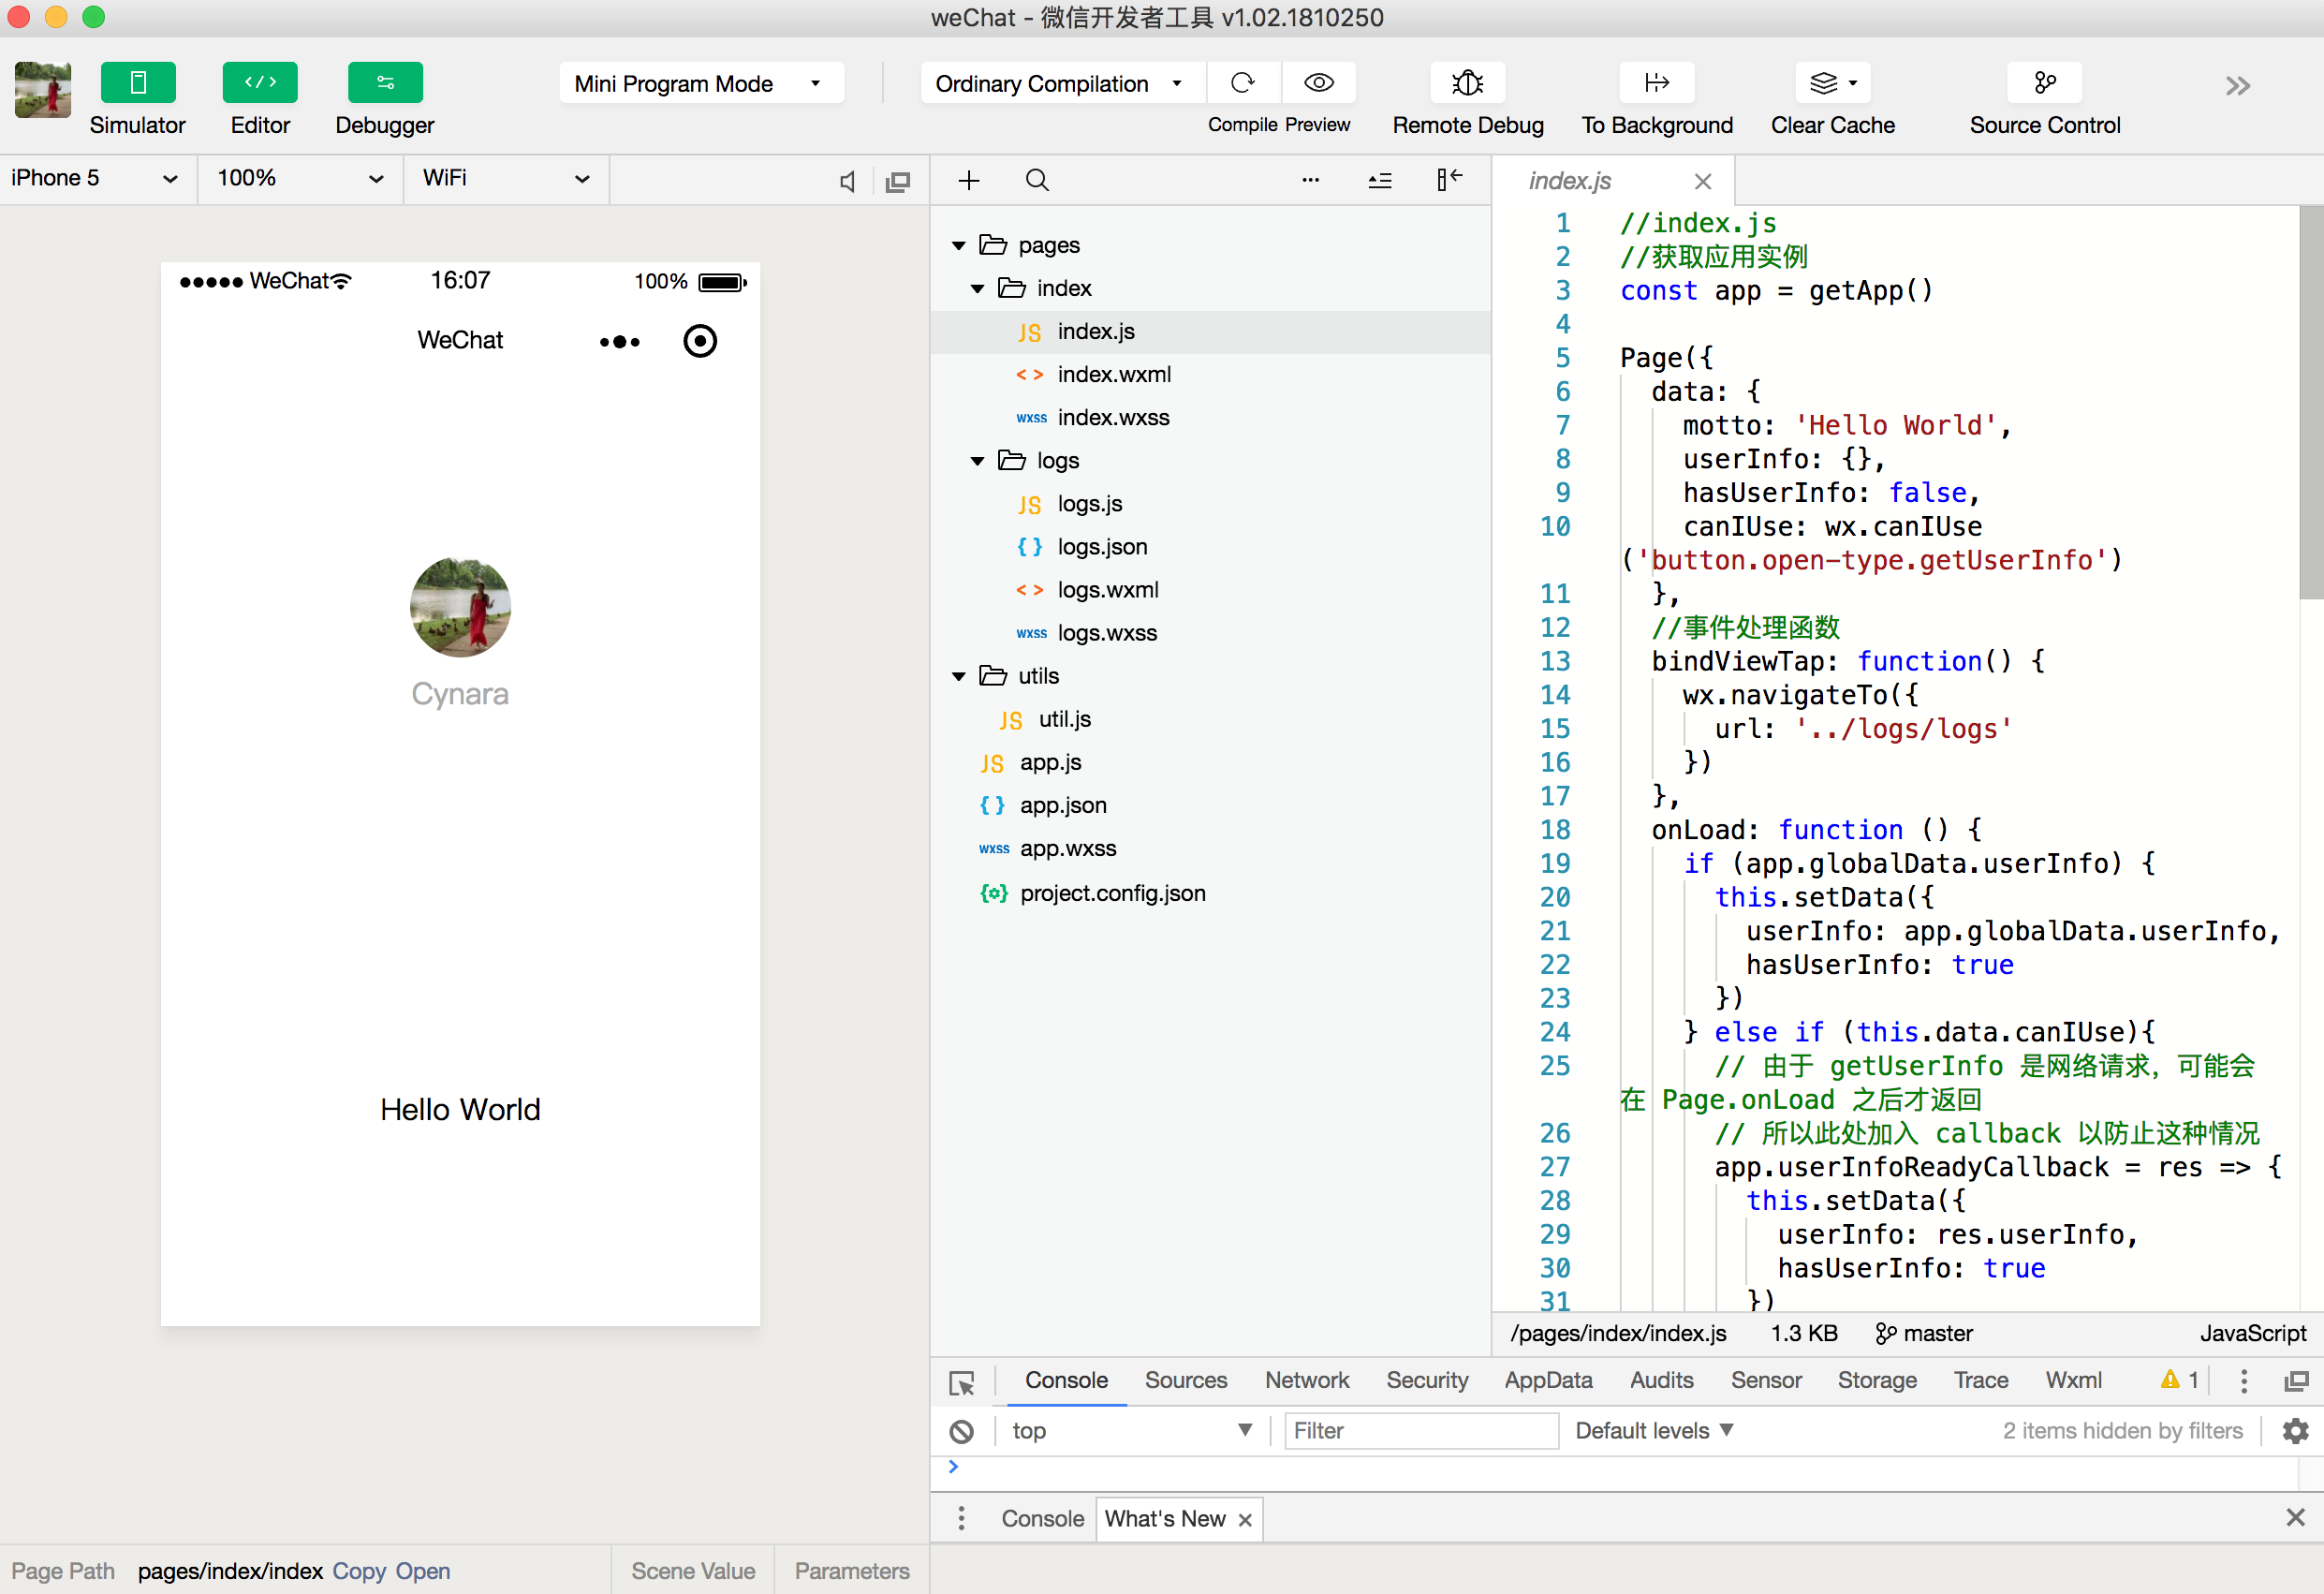 weChat - 微信开发者工具 v1.02.1810250
Simulator
Editor
Debugger
Mini Program Mode
Ordinary Compilation
Compile
Preview
Remote Debug
To Background
Clear Cache
Source Control
iPhone 5
100%
WiFi
WeChat
16:07
100%
WeChat
Cynara
Hello World
Page Path
pages/index/index
Copy
Open
Scene Value
Parameters
pages
index
JS index.js
< > index.wxml
wxss index.wxss
logs
JS logs.js
{ } logs.json
< > logs.wxml
wxss logs.wxss
utils
JS util.js
JS app.js
{ } app.json
wxss app.wxss
project.config.json
index.js
1 //index.js
2 //获取应用实例
3 const app = getApp()
4
5 Page({
6 data: {
7 motto: 'Hello World',
8 userInfo: {},
9 hasUserInfo: false,
10 canIUse: wx.canIUse
('button.open-type.getUserInfo')
11 },
12 //事件处理函数
13 bindViewTap: function() {
14 wx.navigateTo({
15 url: '../logs/logs'
16 })
17 },
18 onLoad: function () {
19 if (app.globalData.userInfo) {
20 this.setData({
21 userInfo: app.globalData.userInfo,
22 hasUserInfo: true
23 })
24 } else if (this.data.canIUse){
25 // 由于 getUserInfo 是网络请求，可能会
在 Page.onLoad 之后才返回
26 // 所以此处加入 callback 以防止这种情况
27 app.userInfoReadyCallback = res => {
28 this.setData({
29 userInfo: res.userInfo,
30 hasUserInfo: true
31 })
/pages/index/index.js
1.3 KB
master
JavaScript
Console
Sources
Network
Security
AppData
Audits
Sensor
Storage
Trace
Wxml
1
top
Filter
Default levels
2 items hidden by filters
Console
What's New